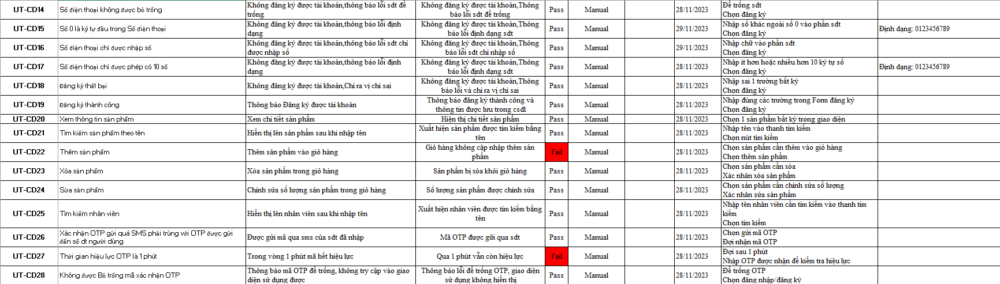 UT-CD14 Số điện thoại không được bỏ trống Không đăng ký được tài khoản,thông báo lỗi sdt để trống Không đăng ký được tài khoản,Thông báo lỗi sdt để trống Pass Manual 28/11/2023 Để trống sdt Chọn đăng ký
UT-CD15 Số 0 là ký tự đầu trong Số điện thoại Không đăng ký được tài khoản,thông báo lỗi định dạng Không đăng ký được tài khoản,Thông báo lỗi định dạng sdt Pass Manual 29/11/2023 Nhập số khác ngoài số 0 vào phần sdt Chọn đăng ký Định dạng: 0123456789
UT-CD16 Số điện thoại chỉ được nhập số Không đăng ký được tài khoản,thông báo lỗi sdt chỉ được nhập số Không đăng ký được tài khoản,Thông báo lỗi sdt chỉ nhập số Pass Manual 29/11/2023 Nhập chữ vào phần sdt Chọn đăng ký
UT-CD17 Số điện thoại chỉ được phép có 10 số Không đăng ký được tài khoản,thông báo lỗi định dạng Không đăng ký được tài khoản,Thông báo lỗi định dạng sdt Pass Manual 28/11/2023 Nhập ít hơn hoặc nhiều hơn 10 ký tự số Chọn đăng ký Định dạng: 0123456789
UT-CD18 Đăng ký thất bại Không đăng ký được tài khoản,Chỉ ra vị chí sai Không đăng ký được tài khoản,Thông báo lỗi và chỉ ra vị chí sai Pass Manual 28/11/2023 Nhập sai 1 trường bất kỳ Chọn đăng ký
UT-CD19 Đăng ký thành công Thông báo Đăng ký được tài khoản Thông báo đăng ký thành công và thông tin được lưu trong csdl Pass Manual 28/11/2023 Nhập đúng các trường trong Form đăng ký Chọn đăng ký
UT-CD20 Xem thông tin sản phẩm Xem chi tiết sản phẩm Hiện thị chi tiết sản phẩm Pass Manual 28/11/2023 Chọn 1 sản phẩm bất kỳ trong giao diện
UT-CD21 Tìm kiếm sản phẩm theo tên Hiển thị lên sản phẩm sau khi nhập tên Xuất hiện sản phẩm được tìm kiếm bằng tên Pass Manual 28/11/2023 Nhập tên vào thanh tìm kiếm Chọn nút tìm kiếm
UT-CD22 Thêm sản phẩm Thêm sản phẩm vào giỏ hàng Giỏ hàng không cập nhập thêm sản phẩm Fail Manual 28/11/2023 Chọn sản phẩm cần thêm vào giỏ hàng Chọn thêm sản phẩm
UT-CD23 Xóa sản phẩm Xóa sản phẩm trong giỏ hàng Sản phẩm bị xóa khỏi giỏ hàng Pass Manual 28/11/2023 Chọn sản phẩm cần xóa Xác nhận xóa sản phẩm
UT-CD24 Sửa sản phẩm Chỉnh sửa số lượng sản phẩm trong giỏ hàng Số lượng sản phẩm được chỉnh sửa Pass Manual 28/11/2023 Chọn sản phẩm cần chỉnh sửa số lượng Xác nhận sửa sản phẩm
UT-CD25 Tìm kiếm nhân viên Hiển thị lên nhân viên sau khi nhập tên Xuất hiện nhân viên được tìm kiếm bằng tên Pass Manual 28/11/2023 Nhập tên nhân viên cần tìm kiếm vào thanh tìm kiếm Chọn tìm kiếm
UT-CD26 Xác nhận OTP gửi quá SMS phải trùng với OTP được gửi đến số dt người dùng Được gửi mã qua sms của sdt đã nhập Mã OTP được gửi qua sdt Pass Manual 28/11/2023 Chọn gửi mã OTP Đợi nhận mã OTP
UT-CD27 Thời gian hiệu lực OTP là 1 phút Trong vòng 1 phút mã hết hiệu lực Qua 1 phút vẫn còn hiệu lực Fail Manual 28/11/2023 Đợi sau 1 phút Nhập OTP được nhận để kiểm tra hiệu lực
UT-CD28 Không được Bỏ trống mã xác nhận OTP Thông báo mã OTP để trống, không try cập vào giao diện sử dụng được Thông báo lỗi để trống OTP, giao diện sử dụng không hiển thị Pass Manual 28/11/2023 Để trống OTP Chọn đăng nhập/đăng ký